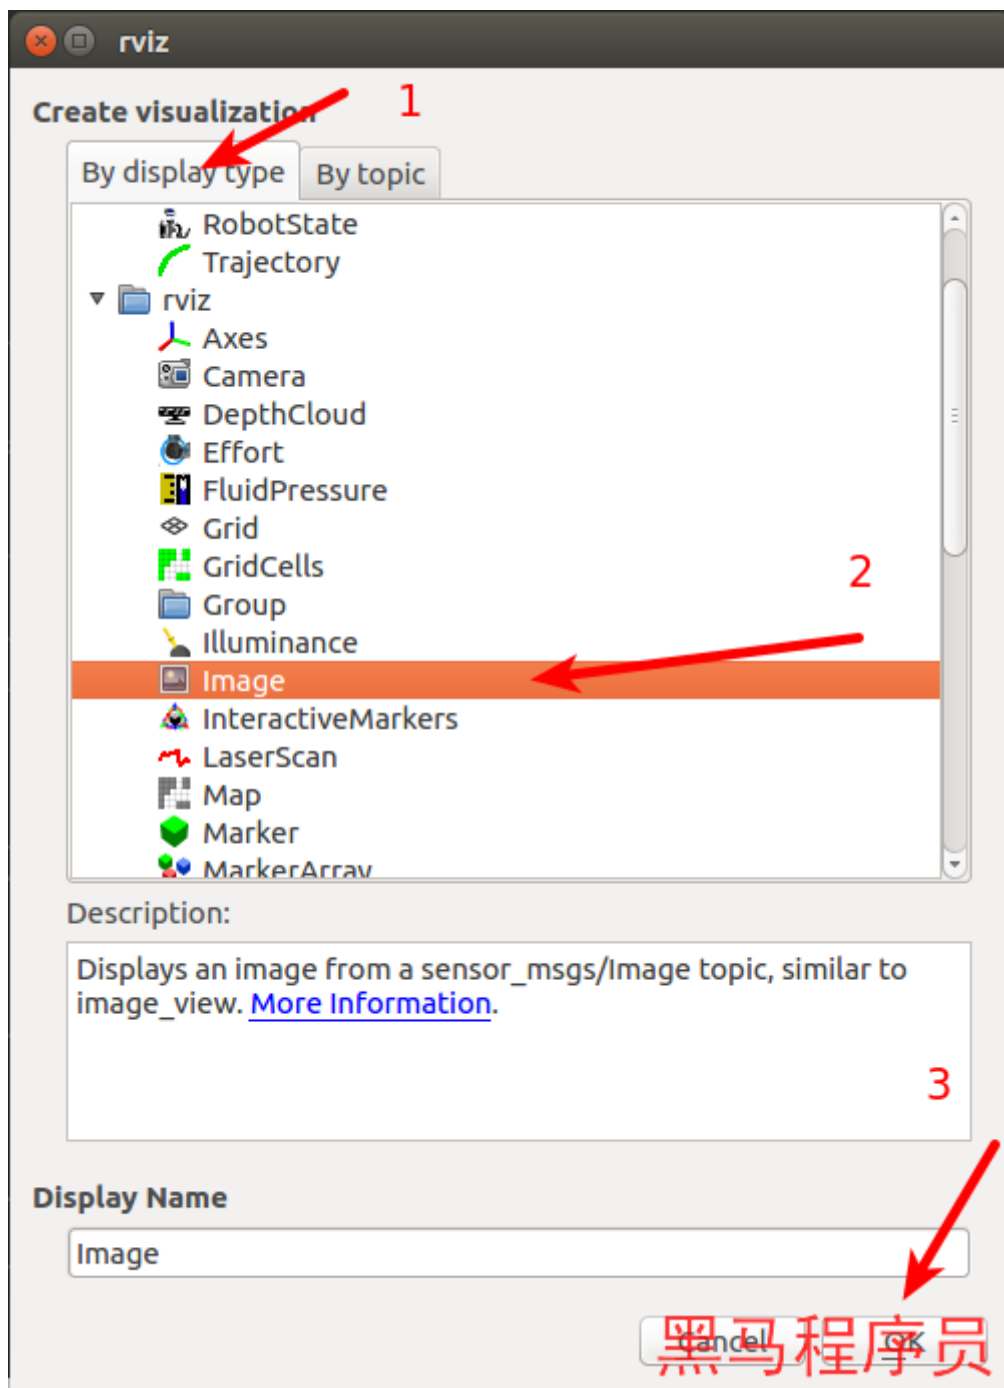 rviz
Create visualization
1
By display type
By topic
RobotState
Trajectory
rviz
Axes
Camera
DepthCloud
Effort
FluidPressure
Grid
GridCells
2
Group
Illuminance
Image
InteractiveMarkers
LaserScan
Map
Marker
MarkerArray
Description:
Displays an image from a sensor_msgs/Image topic, similar to
image_view. More Information.
3
Display Name
Image
Cancel
OK
黑马程序员